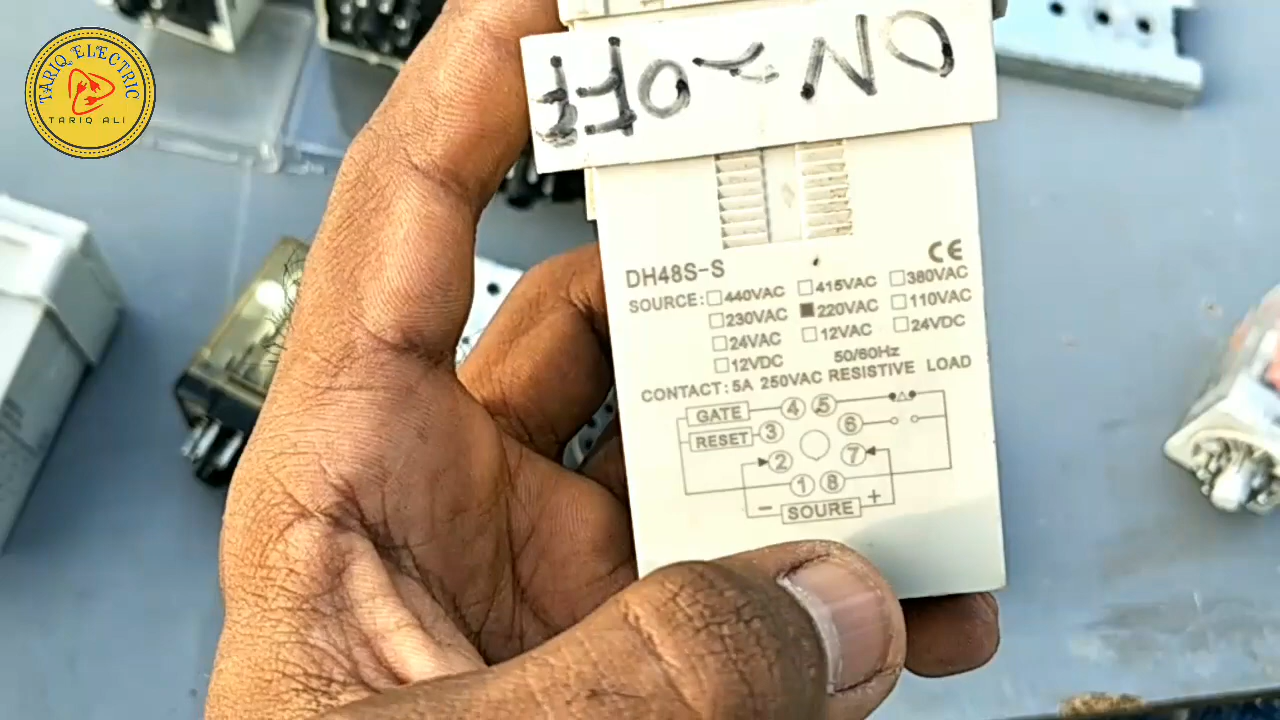 TARIQ ELECTRIC
TARIQ ALI
ON ~ OFF
CE
DH48S-S
SOURCE: □440VAC □415VAC □380VAC
□230VAC ■220VAC □110VAC
□24VAC □12VAC □24VDC
□12VDC 50/60Hz
CONTACT: 5A 250VAC RESISTIVE LOAD
GATE 4 5
RESET 3 6
2 7
1 8
− SOURE +